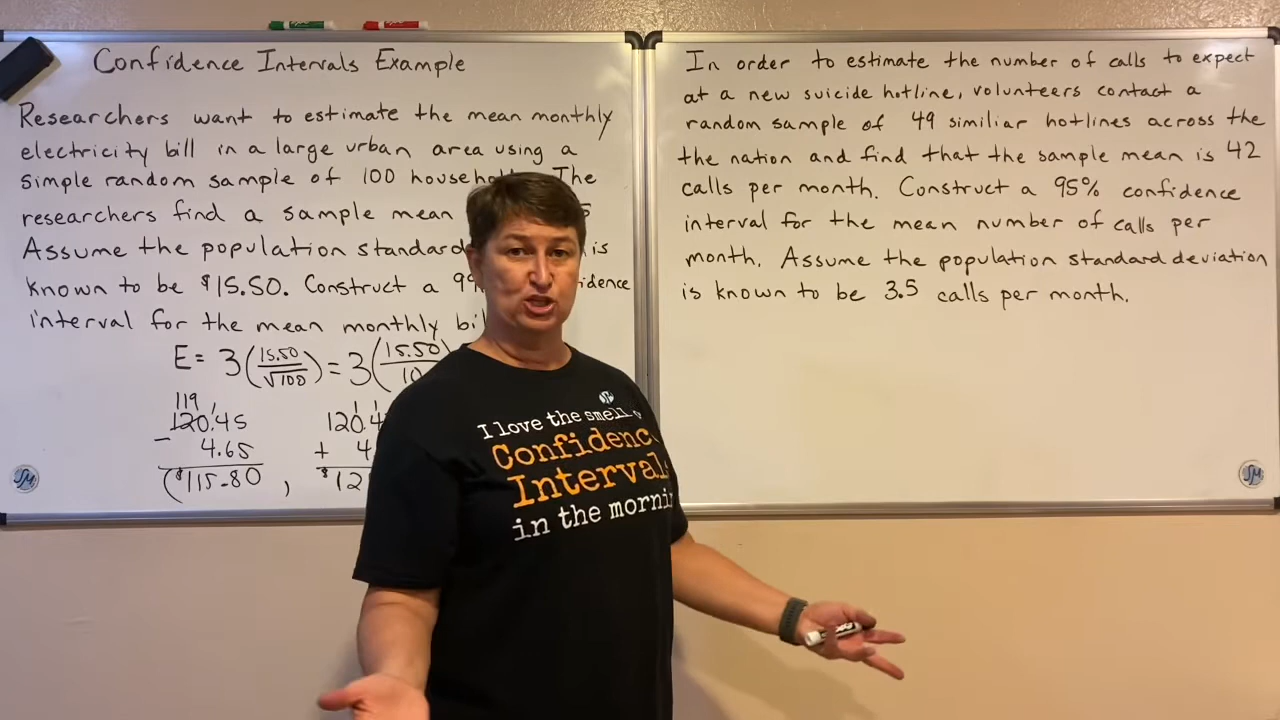 Confidence Intervals Example
Researchers want to estimate the mean monthly
electricity bill in a large urban area using a
simple random sample of 100 The
researchers find a sample mean
Assume the population standard is
known to be $15.50. Construct a
interval for the mean monthly
E= 3(15.50/√100) = 3(15.50/10
119
120.45
- 4.65
($115.80 ,
120.4
+ 4
$12
In order to estimate the number of calls to expect
at a new suicide hotline, volunteers contact a
random sample of 49 similiar hotlines across the
the nation and find that the sample mean is 42
calls per month. Construct a 95% confidence
interval for the mean number of calls per
month. Assume the population standard deviation
is known to be 3.5 calls per month.
I love the smell
Confidenc
Interval
in the morni
SM
SM